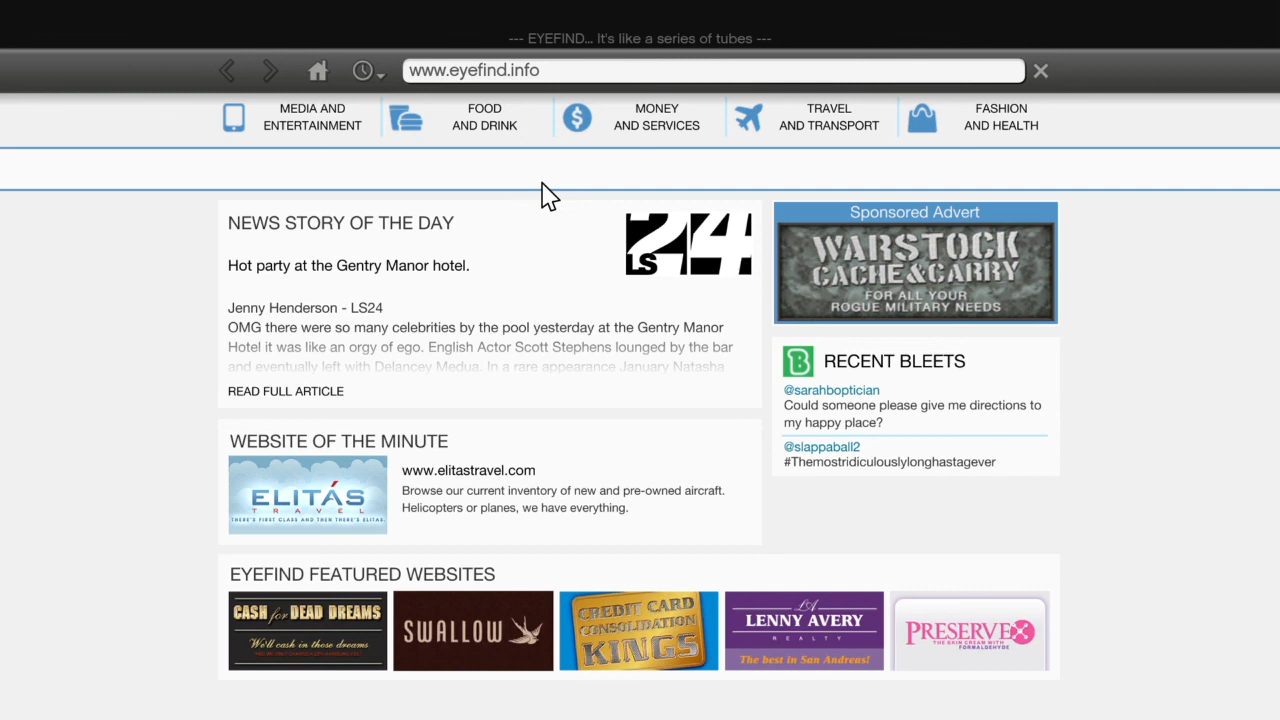 --- EYEFIND... It's like a series of tubes ---
www.eyefind.info
MEDIA AND
ENTERTAINMENT
FOOD
AND DRINK
MONEY
AND SERVICES
TRAVEL
AND TRANSPORT
FASHION
AND HEALTH
NEWS STORY OF THE DAY
LS 24
Hot party at the Gentry Manor hotel.
Jenny Henderson - LS24
OMG there were so many celebrities by the pool yesterday at the Gentry Manor
Hotel it was like an orgy of ego. English Actor Scott Stephens lounged by the bar
and eventually left with Delancey Medua. In a rare appearance January Natasha
READ FULL ARTICLE
Sponsored Advert
WARSTOCK
CACHE & CARRY
FOR ALL YOUR
ROGUE MILITARY NEEDS
B RECENT BLEETS
@sarahboptician
Could someone please give me directions to
my happy place?
@slappaball2
#Themostridiculouslylonghastagever
WEBSITE OF THE MINUTE
ELITÁS
TRAVEL
THERE'S FIRST CLASS AND THEN THERE'S ELITAS.
www.elitastravel.com
Browse our current inventory of new and pre-owned aircraft.
Helicopters or planes, we have everything.
EYEFIND FEATURED WEBSITES
CASH for DEAD DREAMS
We'll cash in those dreams
SWALLOW
CREDIT CARD
CONSOLIDATION
KINGS
LA
LENNY AVERY
REALTY
The best in San Andreas!
PRESERVEX
THE SKIN CREAM WITH
FORMALDEHYDE